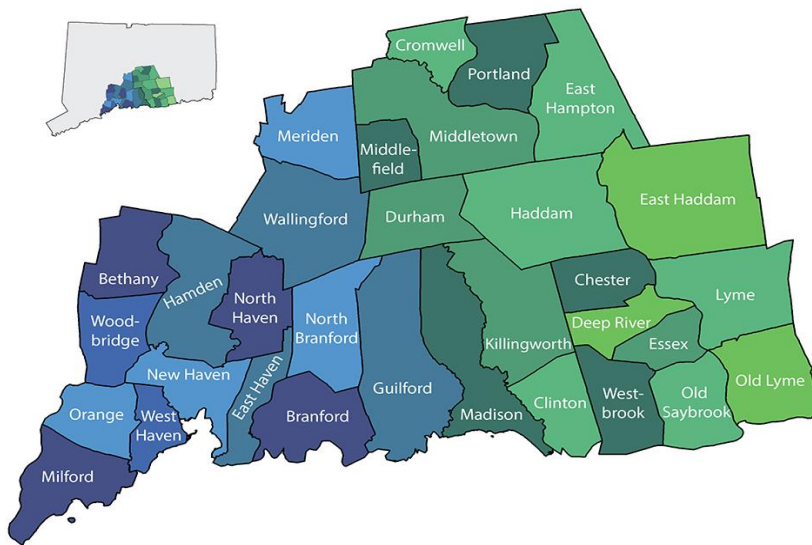 Cromwell
Portland
East
Hampton
Meriden
Middle-
field
Middletown
Wallingford
Durham
Haddam
East Haddam
Bethany
Hamden
North
Haven
Chester
Lyme
Wood-
bridge
North
Branford
Deep River
Killingworth
Essex
New Haven
East Haven
Guilford
Old Lyme
Orange
West
Haven
Branford
Madison
Clinton
West-
brook
Old
Saybrook
Milford